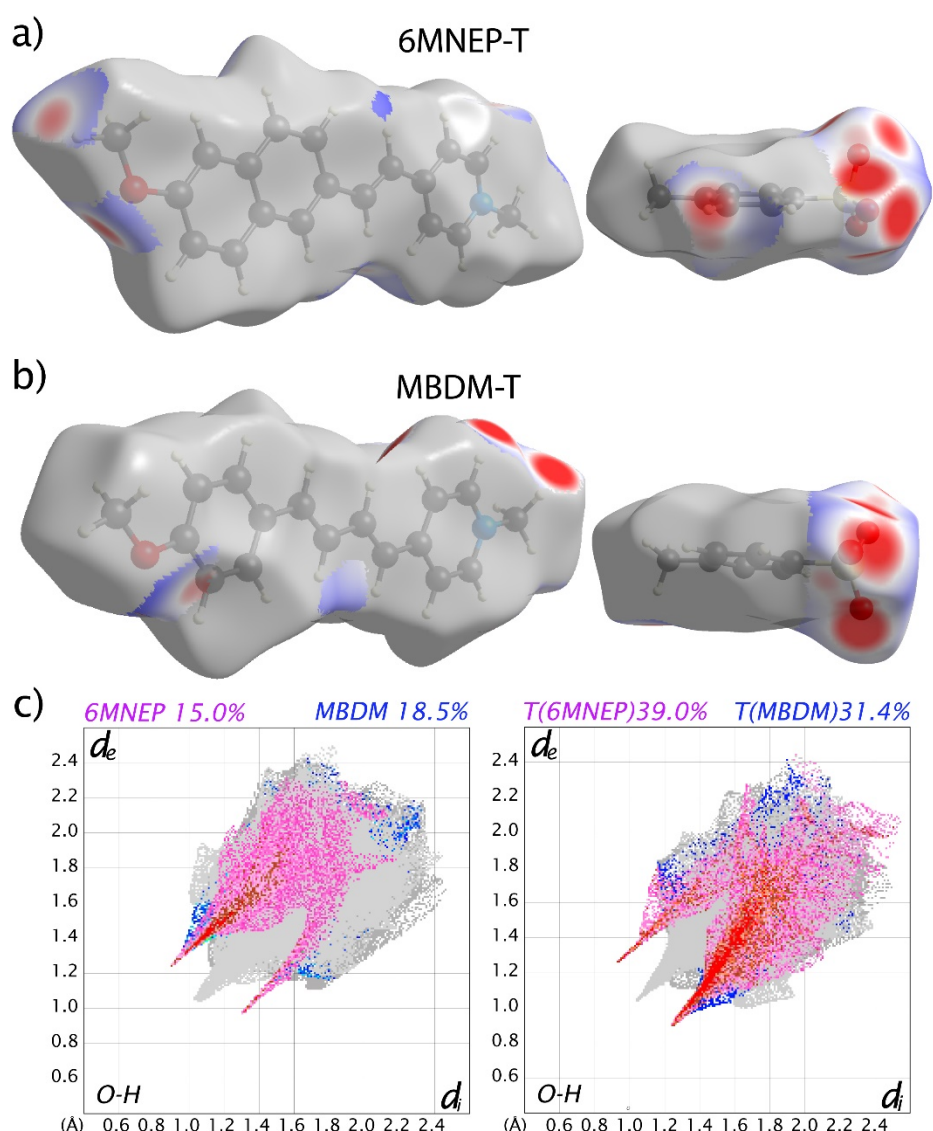 a)
6MNEP-T
b)
MBDM-T
c)
6MNEP 15.0% MBDM 18.5% T(6MNEP)39.0% T(MBDM)31.4%
de de
2.4 2.4
2.2 2.2
2.0 2.0
1.8 1.8
1.6 1.6
1.4 1.4
1.2 1.2
1.0 1.0
0.8 0.8
0.6 0.6
O-H di O-H di
(Å) 0.6 0.8 1.0 1.2 1.4 1.6 1.8 2.0 2.2 2.4 (Å) 0.6 0.8 1.0 1.2 1.4 1.6 1.8 2.0 2.2 2.4